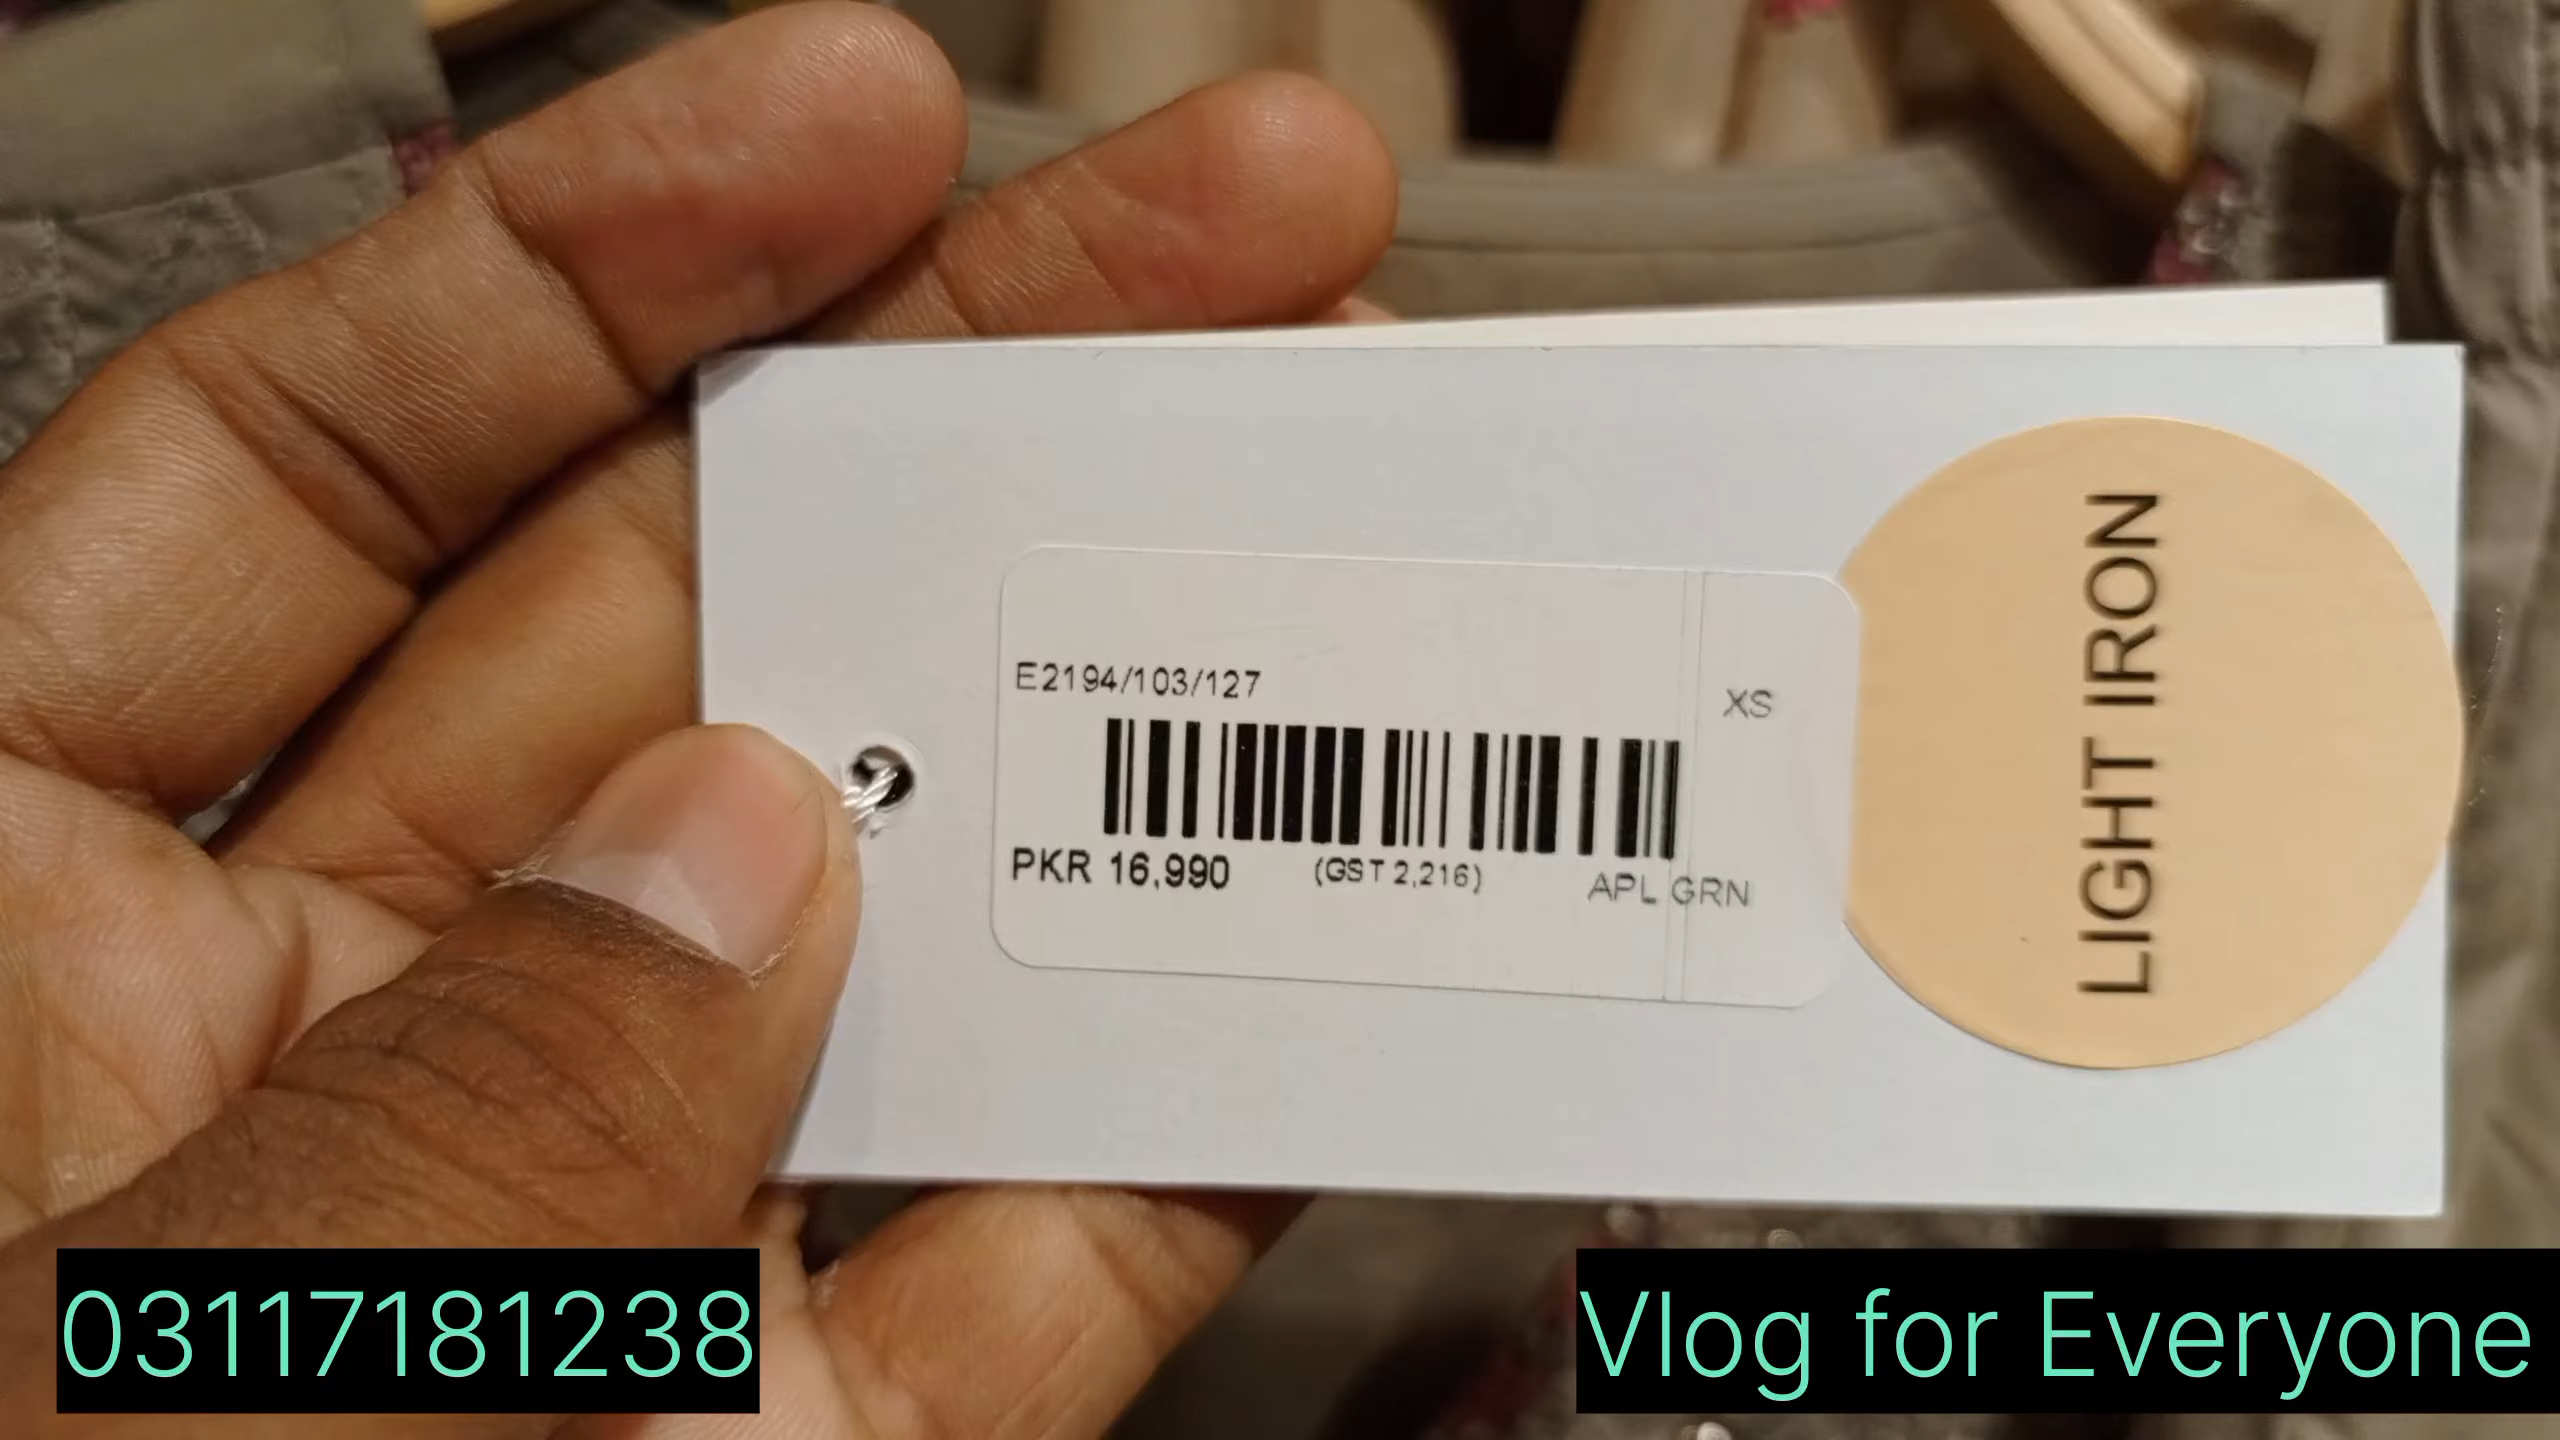 E2194/103/127
XS
PKR 16,990 (GST 2,216) APL GRN
LIGHT IRON
03117181238
Vlog for Everyone